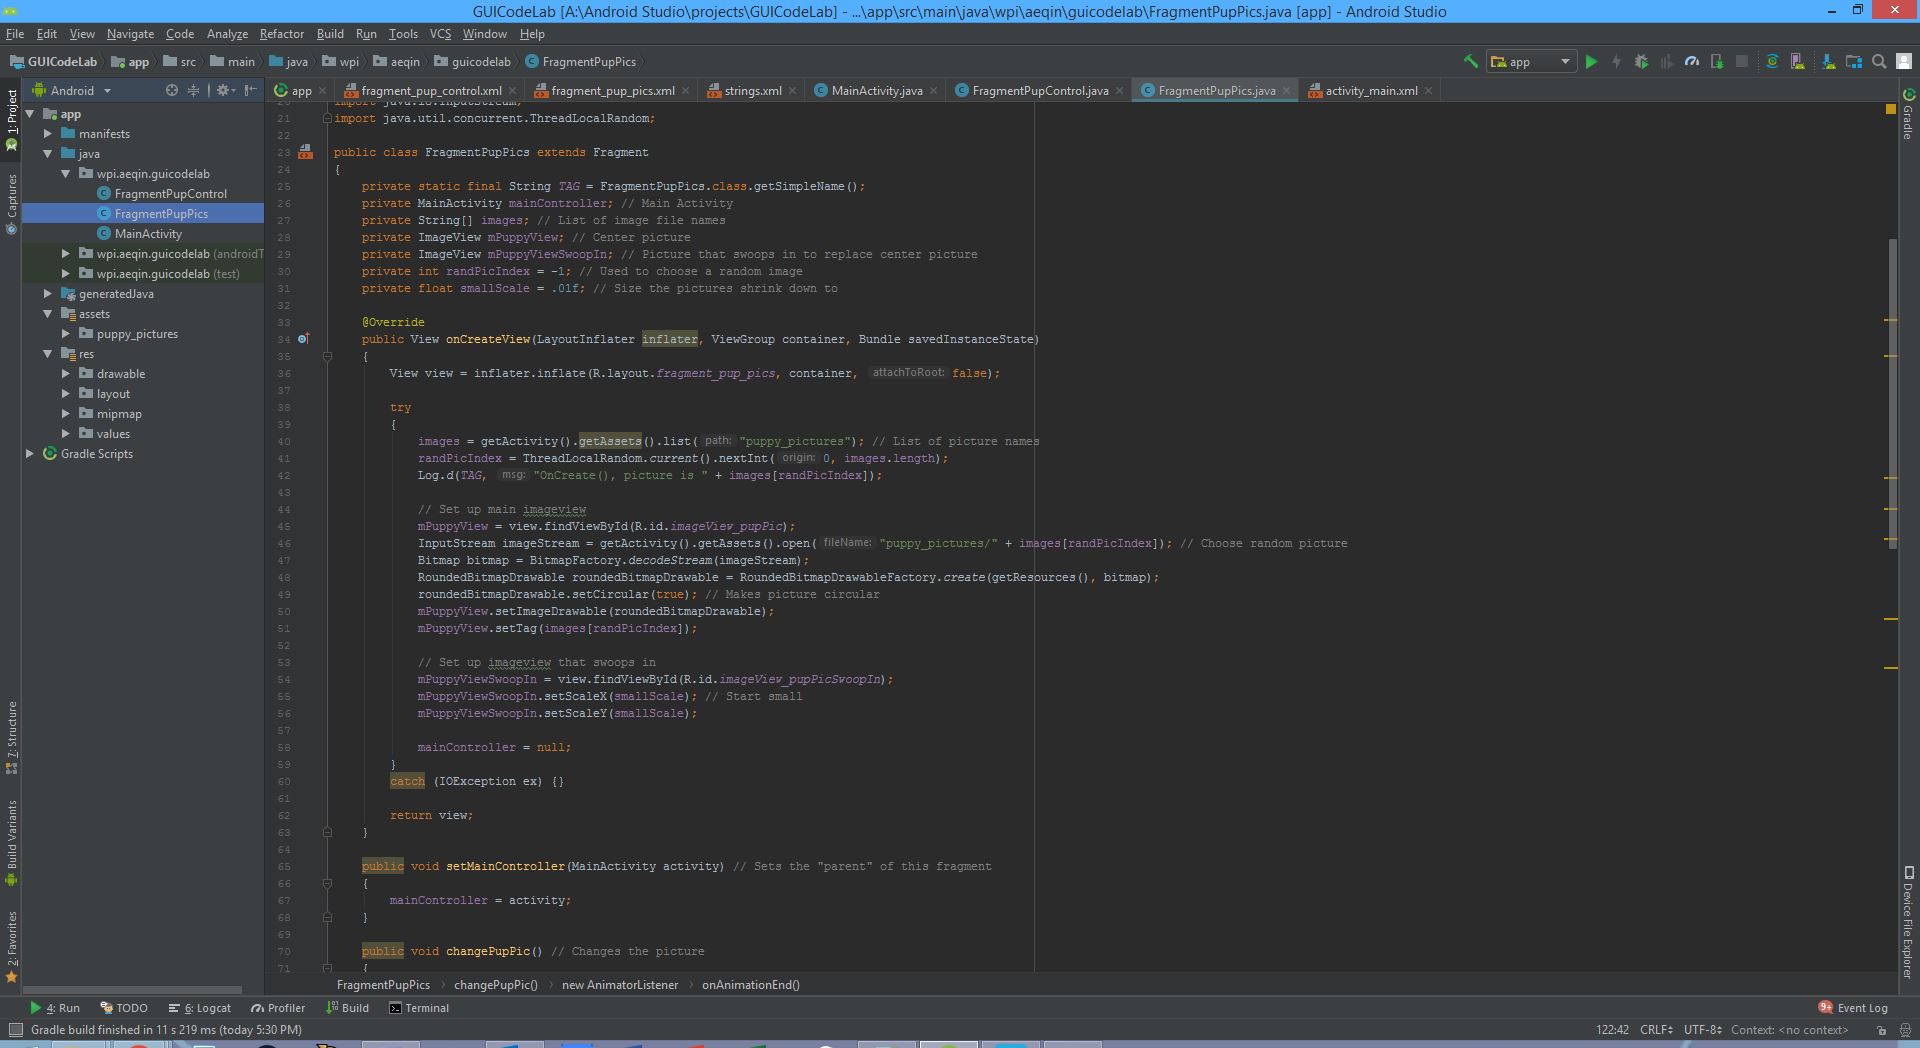 GUICodeLab [A:\Android Studio\projects\GUICodeLab] - ...\app\src\main\java\wpi\aeqin\guicodelab\FragmentPupPics.java [app] - Android Studio
File Edit View Navigate Code Analyze Refactor Build Run Tools VCS Window Help
GUICodeLab app src main java wpi aeqin guicodelab FragmentPupPics
app
1: Project
Captures
7: Structure
Build Variants
2: Favorites
Android
app
manifests
java
wpi.aeqin.guicodelab
FragmentPupControl
FragmentPupPics
MainActivity
wpi.aeqin.guicodelab (androidT
wpi.aeqin.guicodelab (test)
generatedJava
assets
puppy_pictures
res
drawable
layout
mipmap
values
Gradle Scripts
app fragment_pup_control.xml fragment_pup_pics.xml strings.xml MainActivity.java FragmentPupControl.java FragmentPupPics.java activity_main.xml
20 import java.io.InputStream;
21 import java.util.concurrent.ThreadLocalRandom;
22
23 public class FragmentPupPics extends Fragment
24 {
25 private static final String TAG = FragmentPupPics.class.getSimpleName();
26 private MainActivity mainController; // Main Activity
27 private String[] images; // List of image file names
28 private ImageView mPuppyView; // Center picture
29 private ImageView mPuppyViewSwoopIn; // Picture that swoops in to replace center picture
30 private int randPicIndex = -1; // Used to choose a random image
31 private float smallScale = .01f; // Size the pictures shrink down to
32
33 @Override
34 public View onCreateView(LayoutInflater inflater, ViewGroup container, Bundle savedInstanceState)
35 {
36 View view = inflater.inflate(R.layout.fragment_pup_pics, container, attachToRoot: false);
37
38 try
39 {
40 images = getActivity().getAssets().list( path: "puppy_pictures"); // List of picture names
41 randPicIndex = ThreadLocalRandom.current().nextInt( origin: 0, images.length);
42 Log.d(TAG, msg: "OnCreate(), picture is " + images[randPicIndex]);
43
44 // Set up main imageview
45 mPuppyView = view.findViewById(R.id.imageView_pupPic);
46 InputStream imageStream = getActivity().getAssets().open( fileName: "puppy_pictures/" + images[randPicIndex]); // Choose random picture
47 Bitmap bitmap = BitmapFactory.decodeStream(imageStream);
48 RoundedBitmapDrawable roundedBitmapDrawable = RoundedBitmapDrawableFactory.create(getResources(), bitmap);
49 roundedBitmapDrawable.setCircular(true); // Makes picture circular
50 mPuppyView.setImageDrawable(roundedBitmapDrawable);
51 mPuppyView.setTag(images[randPicIndex]);
52
53 // Set up imageview that swoops in
54 mPuppyViewSwoopIn = view.findViewById(R.id.imageView_pupPicSwoopIn);
55 mPuppyViewSwoopIn.setScaleX(smallScale); // Start small
56 mPuppyViewSwoopIn.setScaleY(smallScale);
57
58 mainController = null;
59 }
60 catch (IOException ex) {}
61
62 return view;
63 }
64
65 public void setMainController(MainActivity activity) // Sets the "parent" of this fragment
66 {
67 mainController = activity;
68 }
69
70 public void changePupPic() // Changes the picture
71 {
FragmentPupPics changePupPic() new AnimatorListener onAnimationEnd()
Gradle
Device File Explorer
4: Run TODO 6: Logcat Profiler Build Terminal 9+ Event Log
Gradle build finished in 11 s 219 ms (today 5:30 PM) 122:42 CRLF UTF-8 Context: <no context>